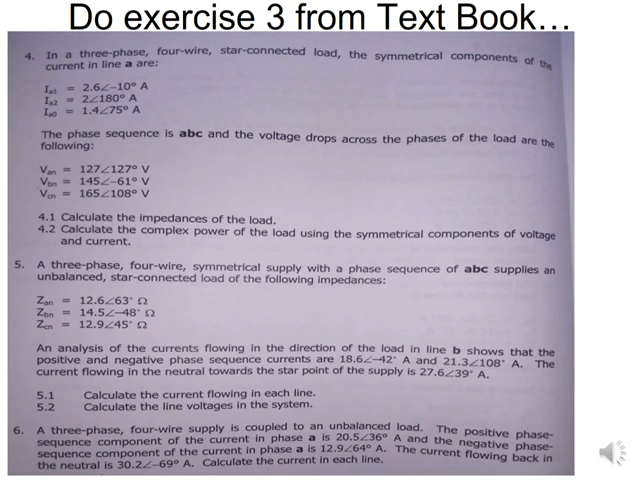 Do exercise 3 from Text Book…
4. In a three-phase, four-wire, star-connected load, the symmetrical components of the
current in line a are:
Ia1 = 2.6∠–10° A
Ia2 = 2∠180° A
Ia0 = 1.4∠75° A
The phase sequence is abc and the voltage drops across the phases of the load are the
following:
Van = 127∠127° V
Vbn = 145∠–61° V
Vcn = 165∠108° V
4.1 Calculate the impedances of the load.
4.2 Calculate the complex power of the load using the symmetrical components of voltage
and current.
5. A three-phase, four-wire, symmetrical supply with a phase sequence of abc supplies an
unbalanced, star-connected load of the following impedances:
Zan = 12.6∠63° Ω
Zbn = 14.5∠–48° Ω
Zcn = 12.9∠45° Ω
An analysis of the currents flowing in the direction of the load in line b shows that the
positive and negative phase sequence currents are 18.6∠–42° A and 21.3∠108° A. The
current flowing in the neutral towards the star point of the supply is 27.6∠39° A.
5.1 Calculate the current flowing in each line.
5.2 Calculate the line voltages in the system.
6. A three-phase, four-wire supply is coupled to an unbalanced load. The positive phase-
sequence component of the current in phase a is 20.5∠36° A and the negative phase-
sequence component of the current in phase a is 12.9∠64° A. The current flowing back in
the neutral is 30.2∠–69° A. Calculate the current in each line.